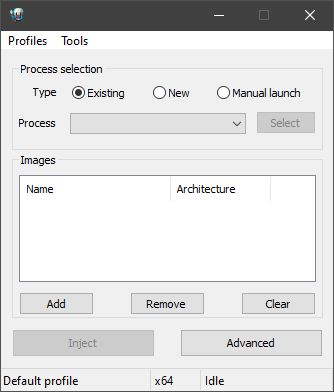 Profiles Tools
Process selection
Type Existing New Manual launch
Process Select
Images
Name Architecture
Add Remove Clear
Inject Advanced
Default profile x64 Idle